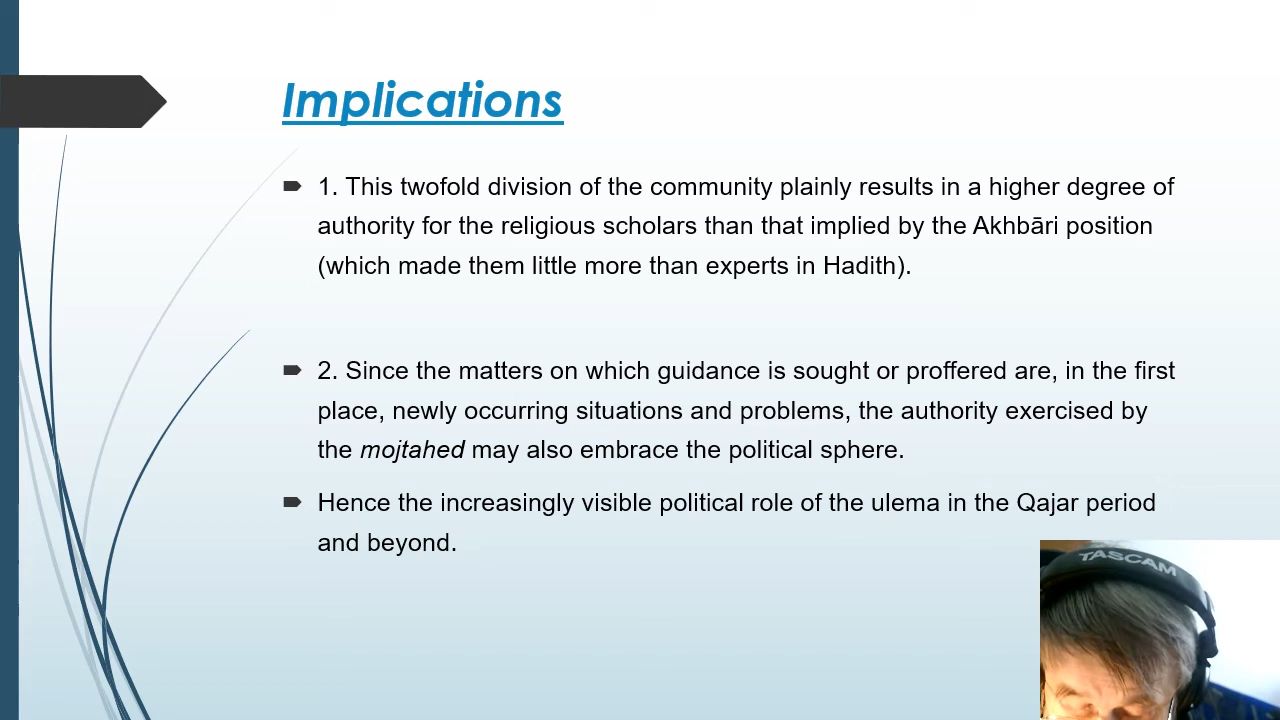 Implications
1. This twofold division of the community plainly results in a higher degree of
authority for the religious scholars than that implied by the Akhbāri position
(which made them little more than experts in Hadith).
2. Since the matters on which guidance is sought or proffered are, in the first
place, newly occurring situations and problems, the authority exercised by
the mojtahed may also embrace the political sphere.
Hence the increasingly visible political role of the ulema in the Qajar period
and beyond.
TASCAM